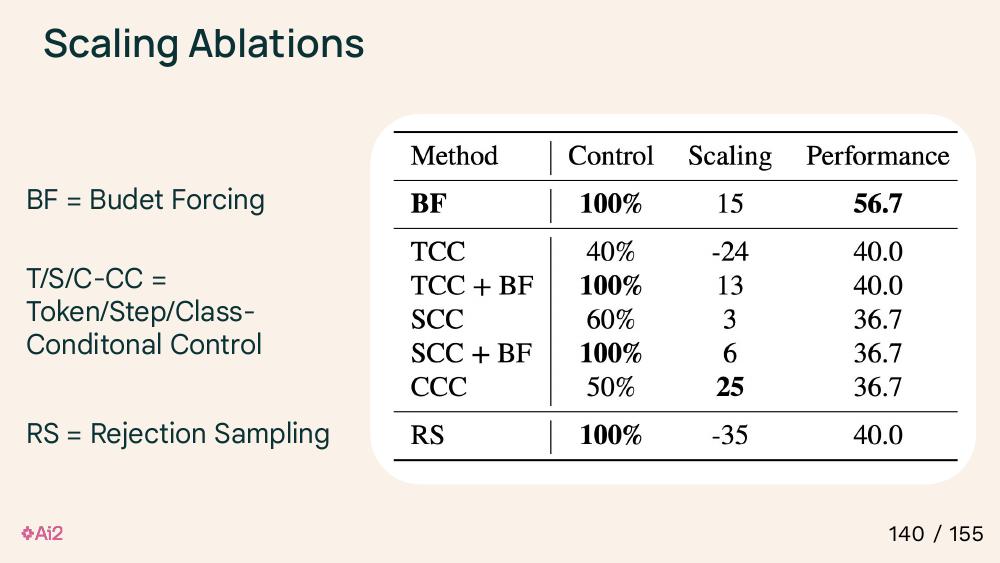 Scaling Ablations
BF = Budet Forcing
T/S/C-CC =
Token/Step/Class-
Conditonal Control
RS = Rejection Sampling
Method Control Scaling Performance
BF 100% 15 56.7
TCC 40% -24 40.0
TCC + BF 100% 13 40.0
SCC 60% 3 36.7
SCC + BF 100% 6 36.7
CCC 50% 25 36.7
RS 100% -35 40.0
Ai2
140 / 155